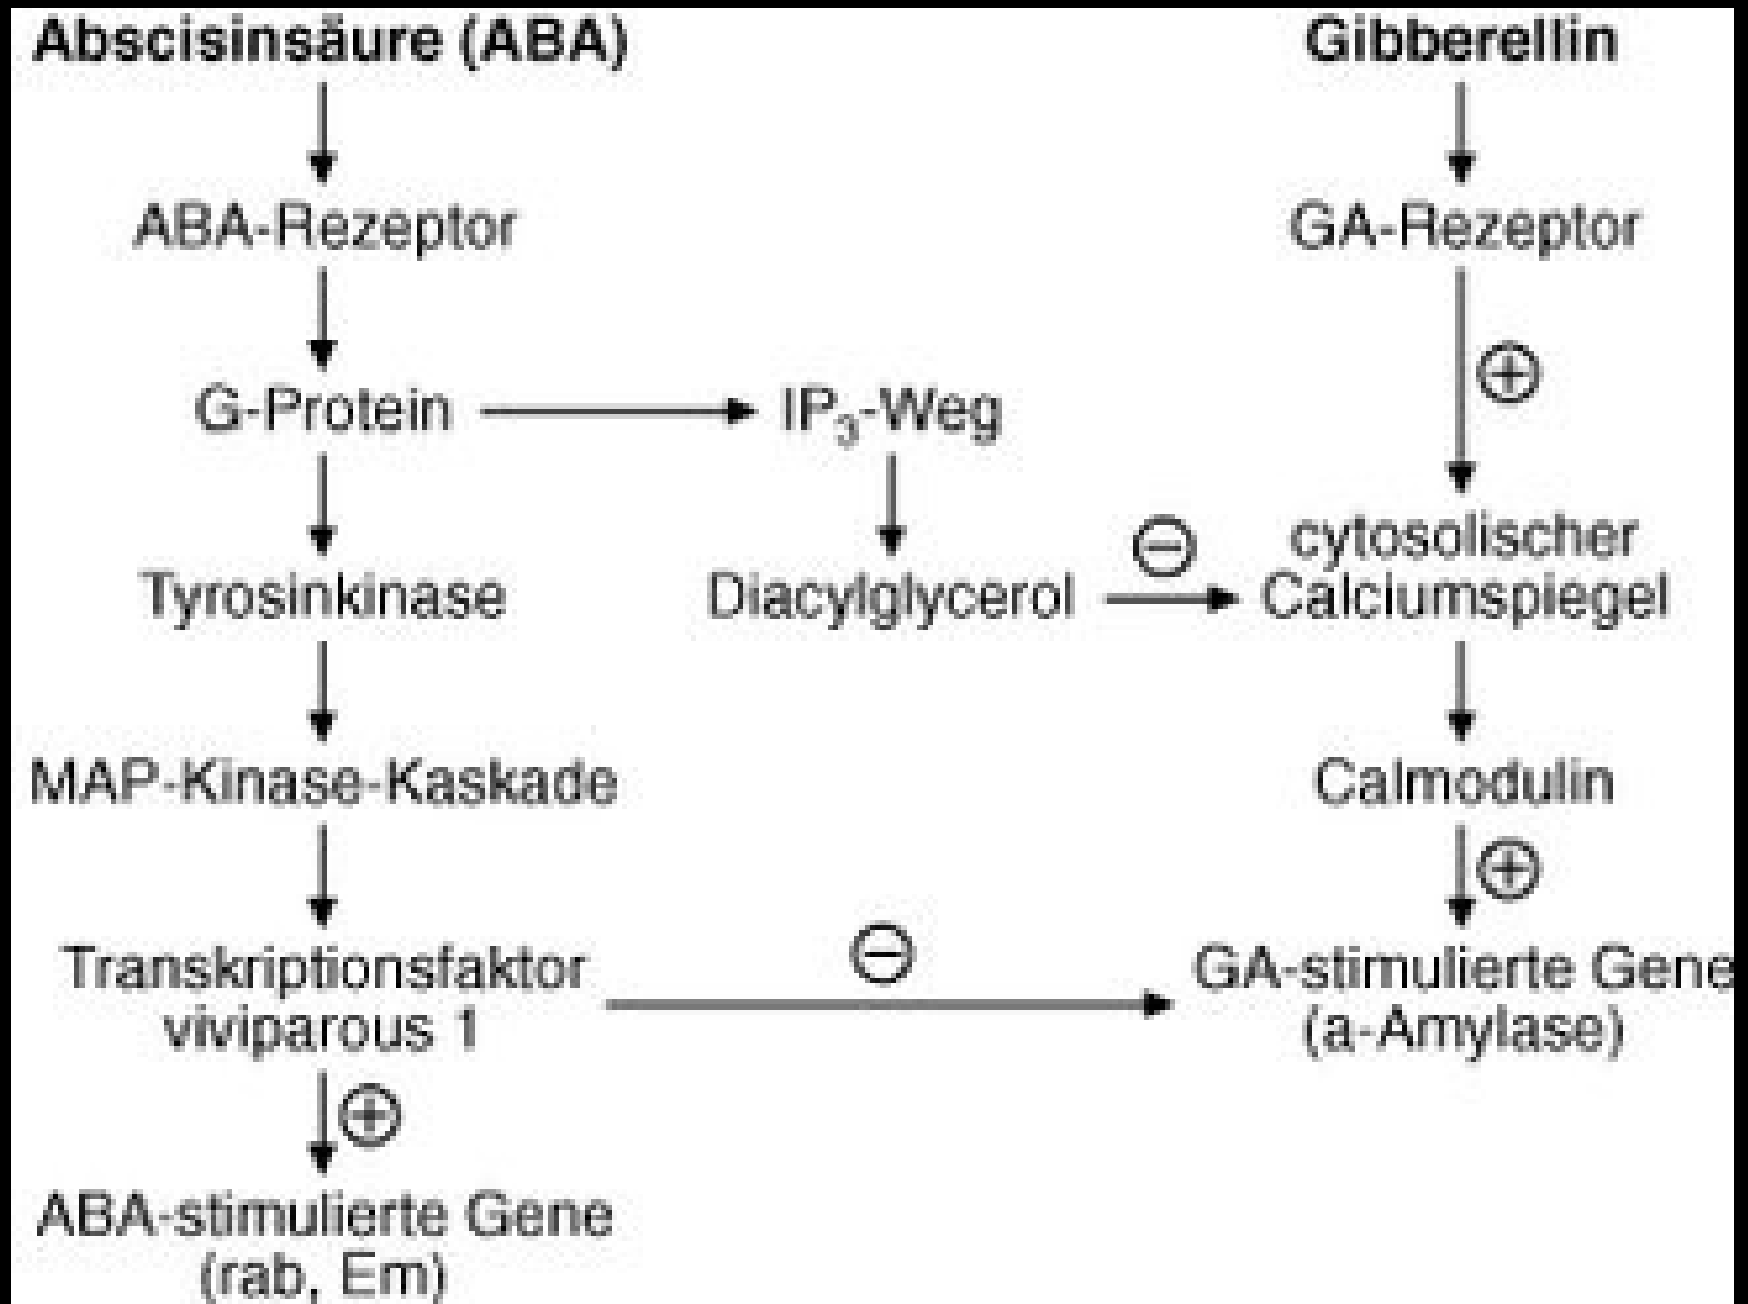 Abscisinsäure (ABA)
Gibberellin
ABA-Rezeptor
GA-Rezeptor
⊕
G-Protein
IP₃-Weg
⊖
cytosolischer
Calciumspiegel
Tyrosinkinase
Diacylglycerol
MAP-Kinase-Kaskade
Calmodulin
⊕
Transkriptionsfaktor
viviparous 1
⊖
GA-stimulierte Gene
(a-Amylase)
⊕
ABA-stimulierte Gene
(rab, Em)